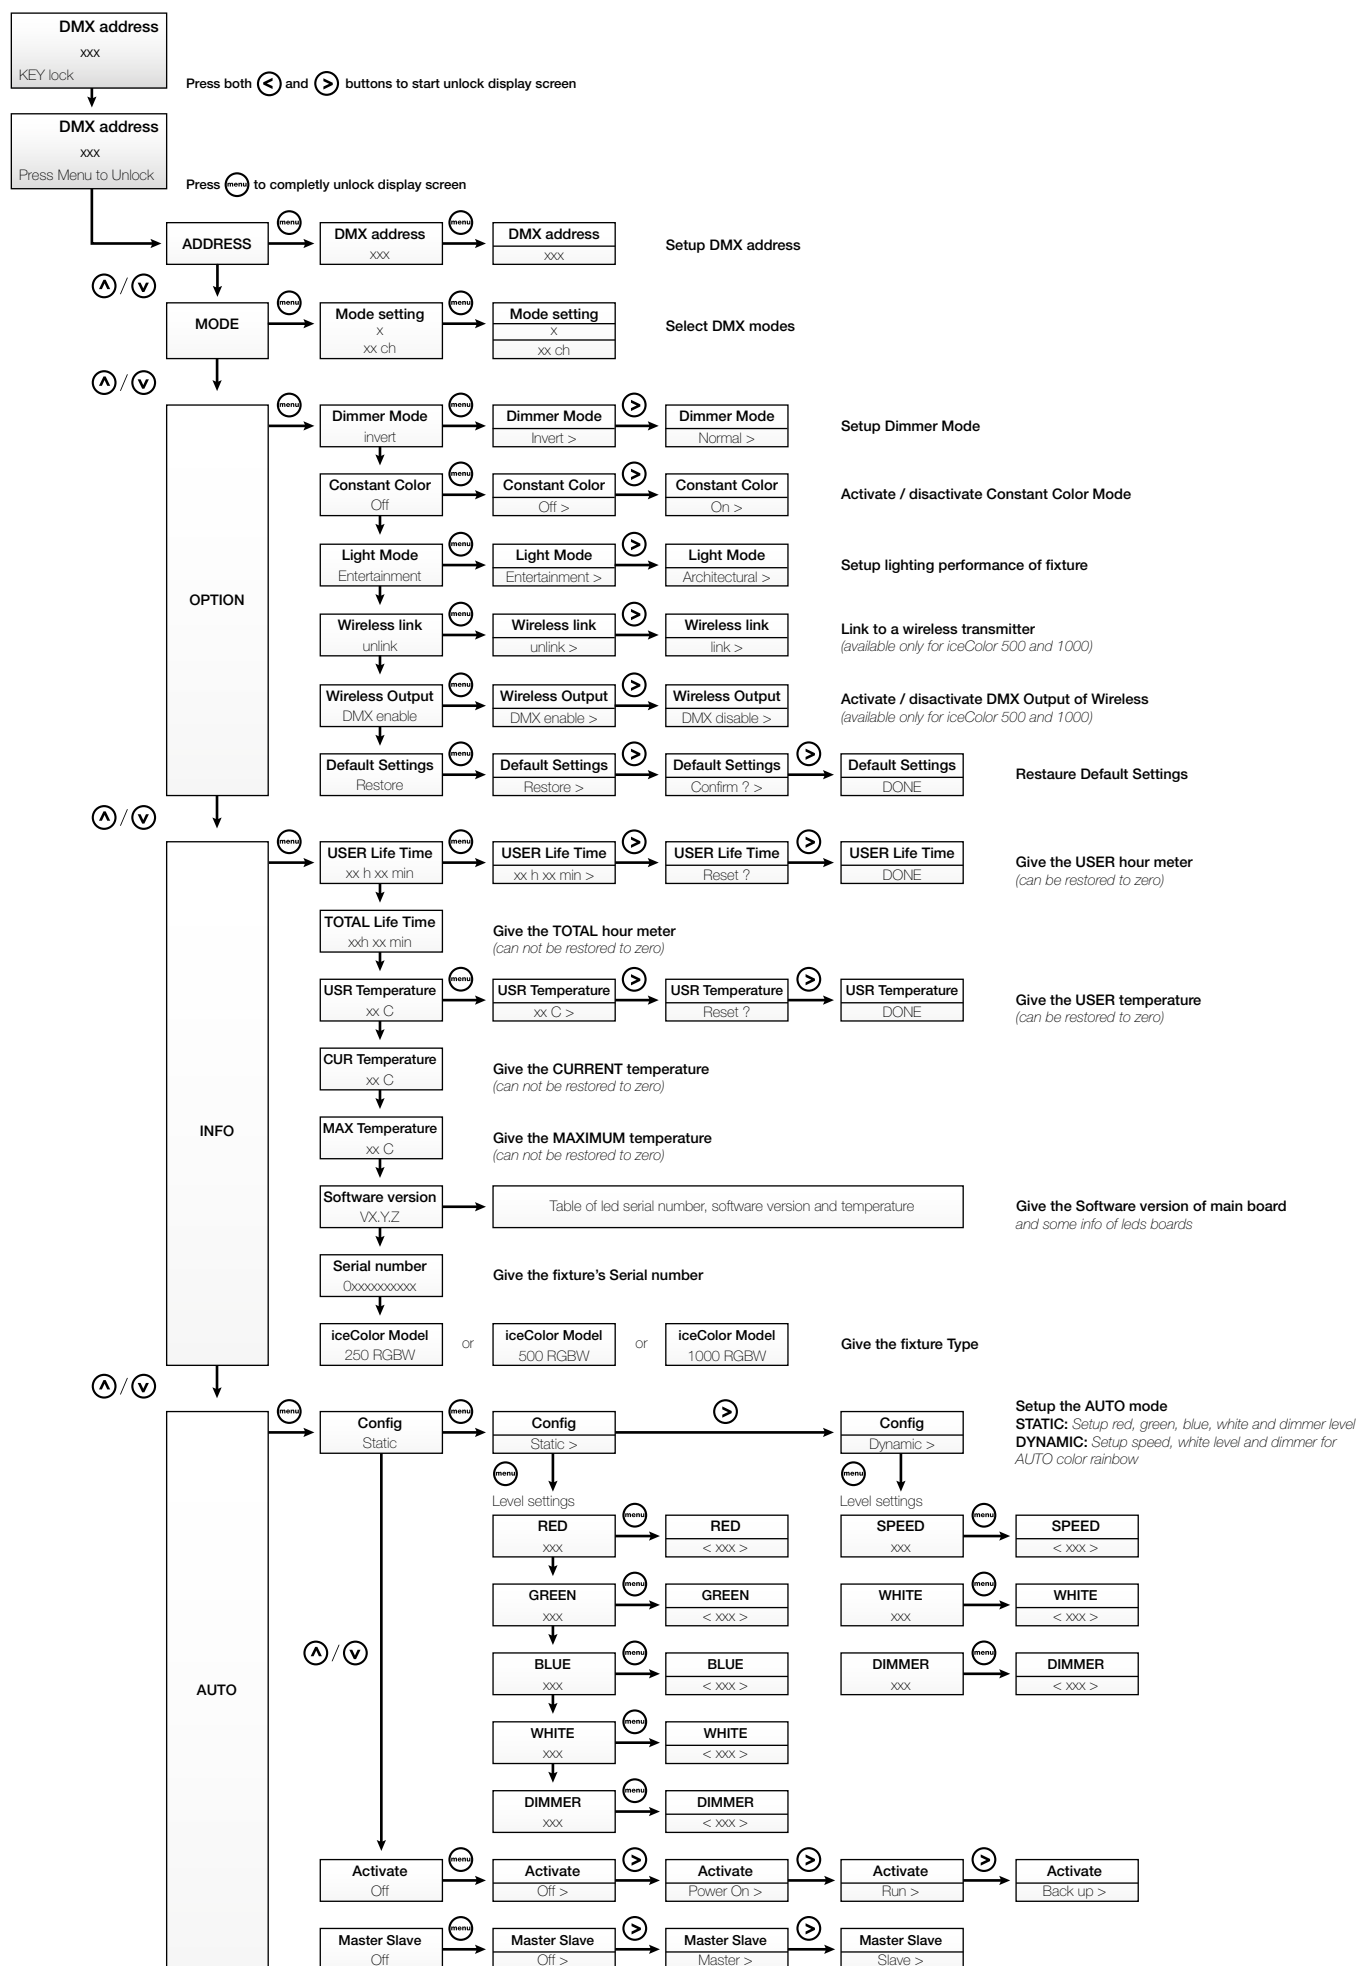 DMX address
xxx
KEY lock
Press both < and > buttons to start unlock display screen
DMX address
xxx
Press Menu to Unlock
Press menu to completly unlock display screen
ADDRESS
menu
DMX address
xxx
menu
DMX address
xxx
Setup DMX address
∧ / ∨
MODE
menu
Mode setting
x
xx ch
menu
Mode setting
x
xx ch
Select DMX modes
∧ / ∨
OPTION
menu
Dimmer Mode
invert
menu
Dimmer Mode
Invert >
>
Dimmer Mode
Normal >
Setup Dimmer Mode
Constant Color
Off
menu
Constant Color
Off >
>
Constant Color
On >
Activate / disactivate Constant Color Mode
Light Mode
Entertainment
menu
Light Mode
Entertainment >
>
Light Mode
Architectural >
Setup lighting performance of fixture
Wireless link
unlink
menu
Wireless link
unlink >
>
Wireless link
link >
Link to a wireless transmitter
(available only for iceColor 500 and 1000)
Wireless Output
DMX enable
menu
Wireless Output
DMX enable >
>
Wireless Output
DMX disable >
Activate / disactivate DMX Output of Wireless
(available only for iceColor 500 and 1000)
Default Settings
Restore
menu
Default Settings
Restore >
>
Default Settings
Confirm ? >
>
Default Settings
DONE
Restaure Default Settings
∧ / ∨
INFO
menu
USER Life Time
xx h xx min
menu
USER Life Time
xx h xx min >
>
USER Life Time
Reset ?
>
USER Life Time
DONE
Give the USER hour meter
(can be restored to zero)
TOTAL Life Time
xxh xx min
Give the TOTAL hour meter
(can not be restored to zero)
USR Temperature
xx C
menu
USR Temperature
xx C >
>
USR Temperature
Reset ?
>
USR Temperature
DONE
Give the USER temperature
(can be restored to zero)
CUR Temperature
xx C
Give the CURRENT temperature
(can not be restored to zero)
MAX Temperature
xx C
Give the MAXIMUM temperature
(can not be restored to zero)
Software version
VX.Y.Z
Table of led serial number, software version and temperature
Give the Software version of main board
and some info of leds boards
Serial number
0xxxxxxxxxx
Give the fixture's Serial number
iceColor Model
250 RGBW
or
iceColor Model
500 RGBW
or
iceColor Model
1000 RGBW
Give the fixture Type
∧ / ∨
AUTO
menu
Config
Static
menu
Config
Static >
>
Config
Dynamic >
Setup the AUTO mode
STATIC: Setup red, green, blue, white and dimmer level
DYNAMIC: Setup speed, white level and dimmer for
AUTO color rainbow
menu
Level settings
menu
Level settings
RED
xxx
menu
RED
< xxx >
SPEED
xxx
menu
SPEED
< xxx >
GREEN
xxx
menu
GREEN
< xxx >
WHITE
xxx
menu
WHITE
< xxx >
∧ / ∨
BLUE
xxx
menu
BLUE
< xxx >
DIMMER
xxx
menu
DIMMER
< xxx >
WHITE
xxx
menu
WHITE
< xxx >
DIMMER
xxx
menu
DIMMER
< xxx >
Activate
Off
menu
Activate
Off >
>
Activate
Power On >
>
Activate
Run >
>
Activate
Back up >
Master Slave
Off
menu
Master Slave
Off >
>
Master Slave
Master >
>
Master Slave
Slave >